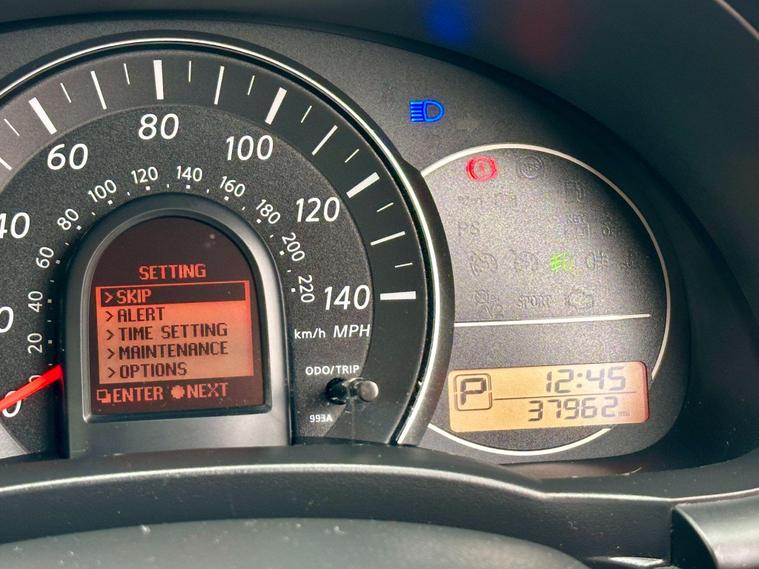 40
60
80
100
120
140
20
40
60
80
100
120
140
160
180
200
220
km/h MPH
SETTING
>SKIP
>ALERT
>TIME SETTING
>MAINTENANCE
>OPTIONS
ENTER NEXT
ODO/TRIP
993A
PS
SPORT
P
12:45
37962